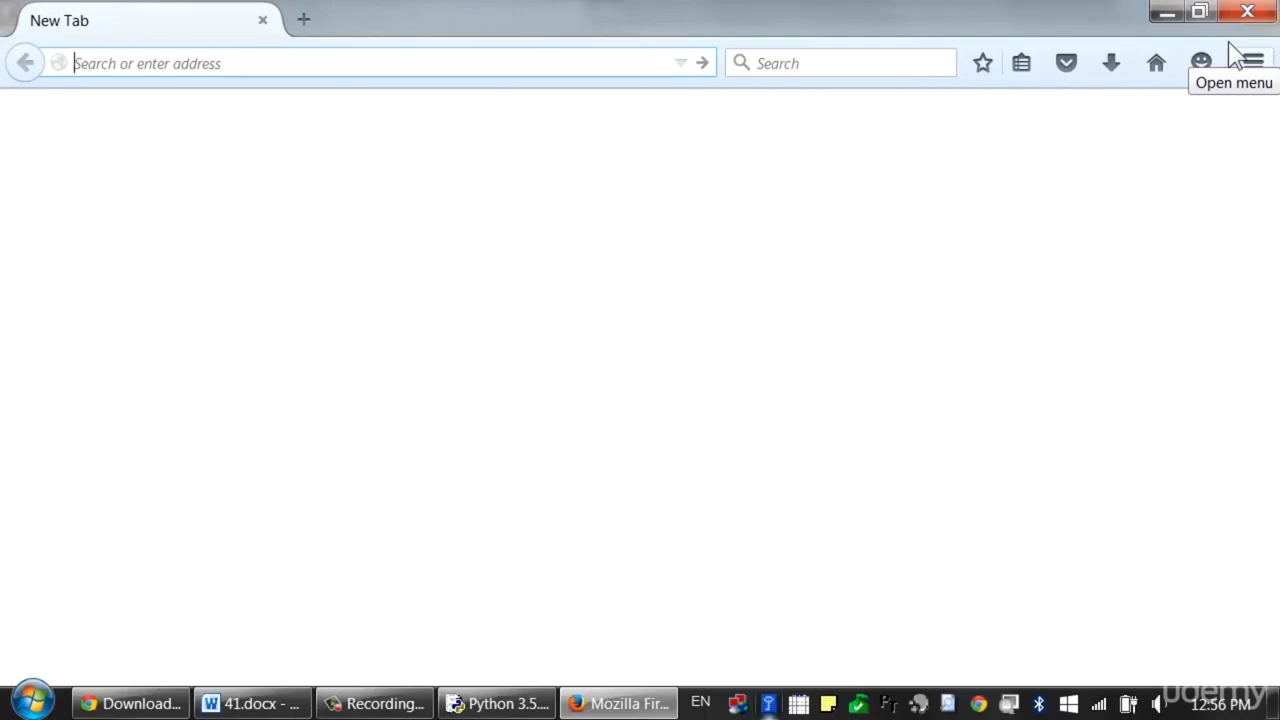 New Tab
Search or enter address
Search
Open menu
Download...
41.docx - ...
Recording...
Python 3.5....
Mozilla Fir...
EN
Pr
12:56 PM
udemy